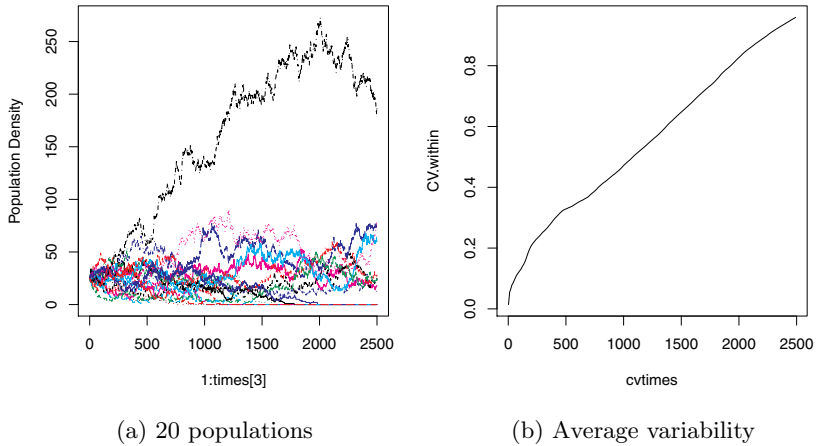 Population Density
0
50
100
150
200
250
0 500 1000 1500 2000 2500
1:times[3]
(a) 20 populations
CV.within
0.0
0.2
0.4
0.6
0.8
0 500 1000 1500 2000 2500
cvtimes
(b) Average variability